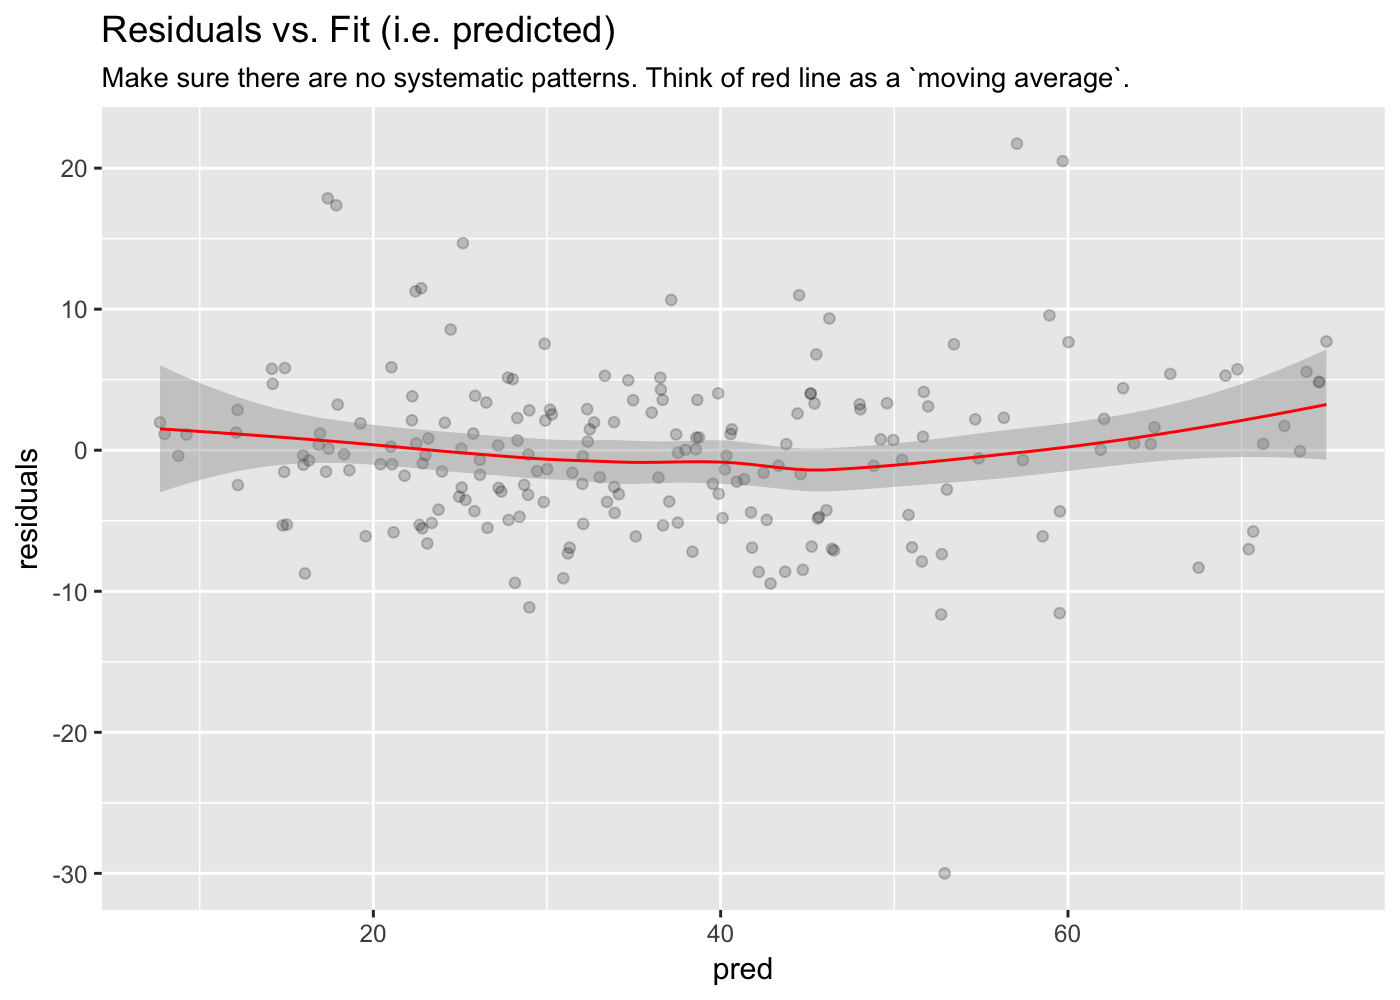 Residuals vs. Fit (i.e. predicted)
Make sure there are no systematic patterns. Think of red line as a `moving average`.
20
10
0
-10
-20
-30
residuals
20
40
60
pred